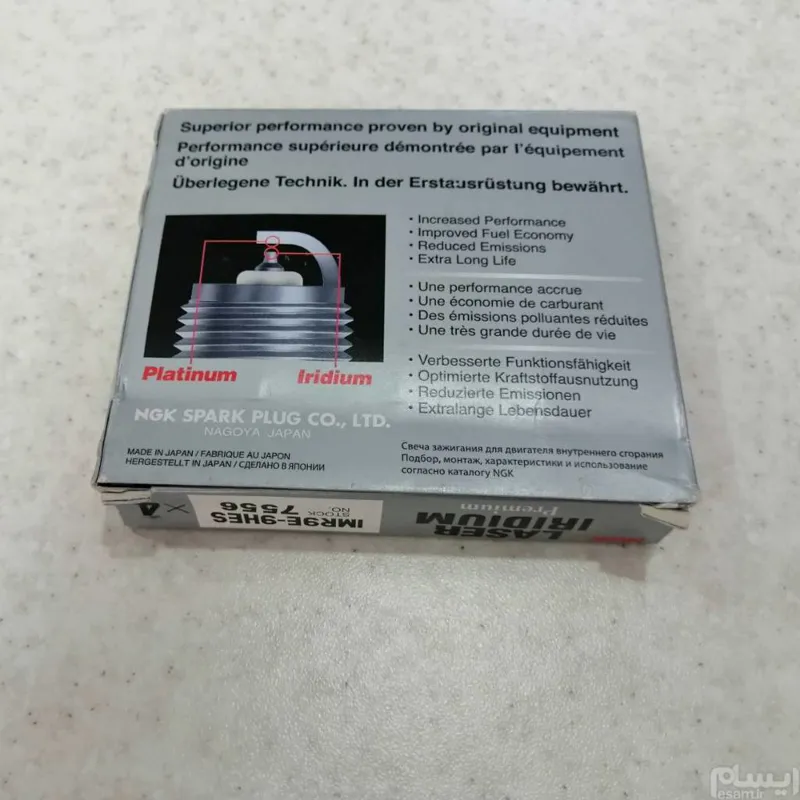 Superior performance proven by original equipment
Performance supérieure démontrée par l'équipement
d'origine
Überlegene Technik. In der Erstausrüstung bewährt.
· Increased Performance
· Improved Fuel Economy
· Reduced Emissions
· Extra Long Life
· Une performance accrue
· Une économie de carburant
· Des émissions polluantes réduites
· Une très grande durée de vie
· Verbesserte Funktionsfähigkeit
· Optimierte Kraftstoffausnutzung
· Reduzierte Emissionen
· Extralange Lebensdauer
Platinum
Iridium
NGK SPARK PLUG CO., LTD.
NAGOYA JAPAN
MADE IN JAPAN / FABRIQUE AU JAPON
HERGESTELLT IN JAPAN / СДЕЛАНО В ЯПОНИИ
Свеча зажигания для двигателя внутреннего сгорания
Подбор, монтаж, характеристики и использование
согласно каталогу NGK
LASER
IRIDIUM
Premium
IMR9E-9HES
STOCK NO. 7556
× 4
ایسام
esam.ir